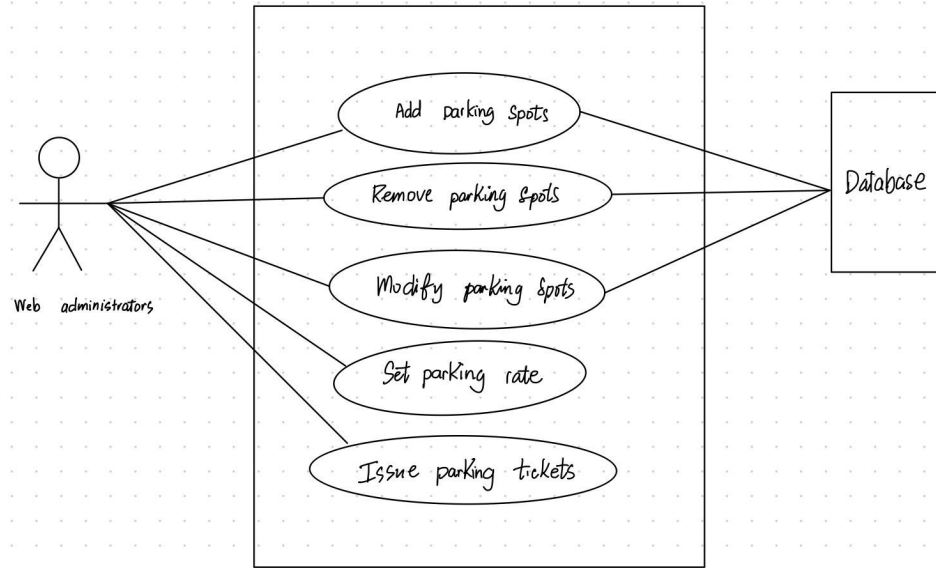 Add parking spots
Remove parking spots
Database
Modify parking spots
Web administrators
Set parking rate
Issue parking tickets